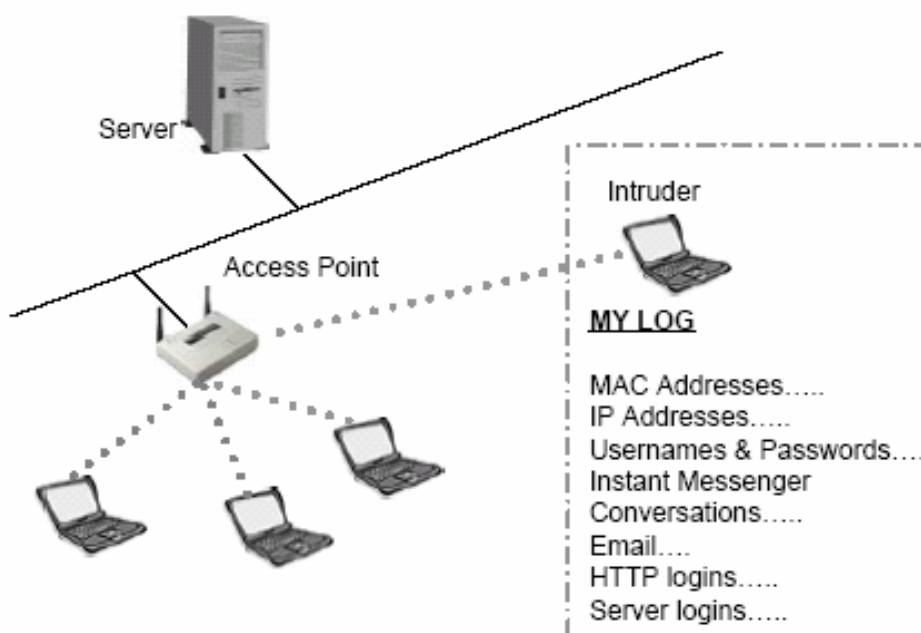 Server
Access Point
Intruder
MY LOG
MAC Addresses…..
IP Addresses…..
Usernames & Passwords….
Instant Messenger
Conversations…..
Email….
HTTP logins…..
Server logins…..